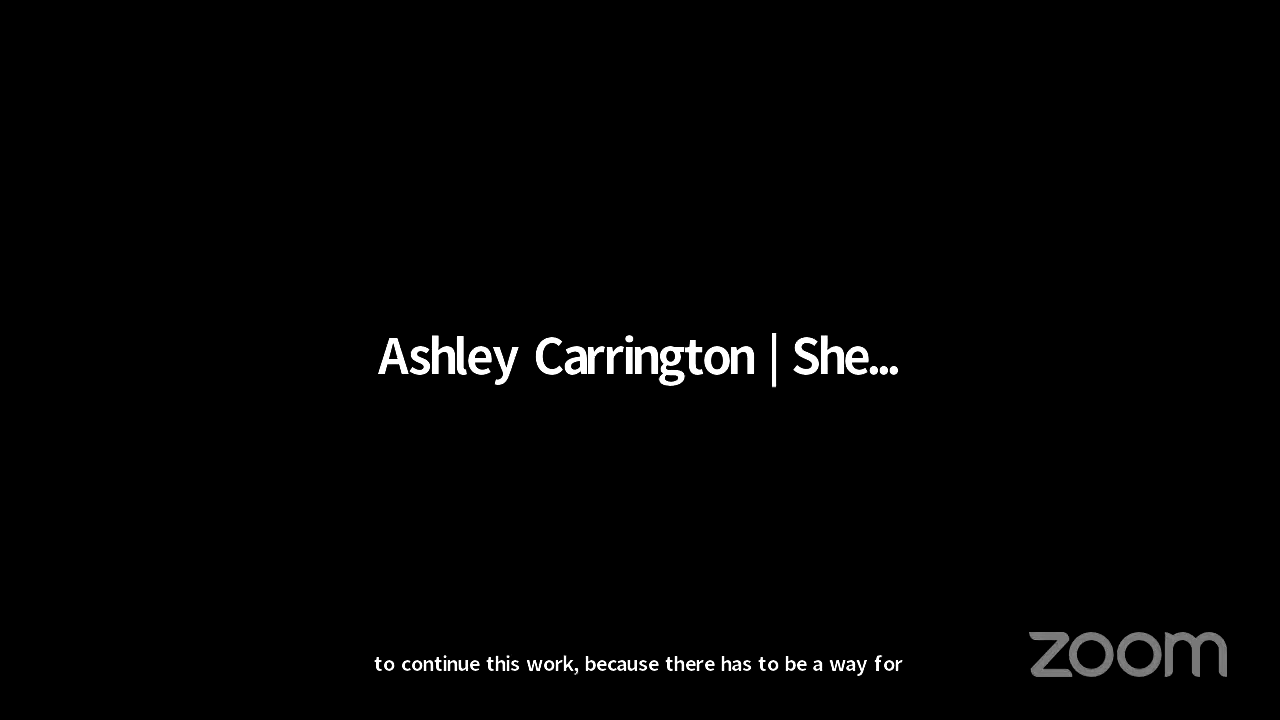 Ashley Carrington | She...
to continue this work, because there has to be a way for
zoom